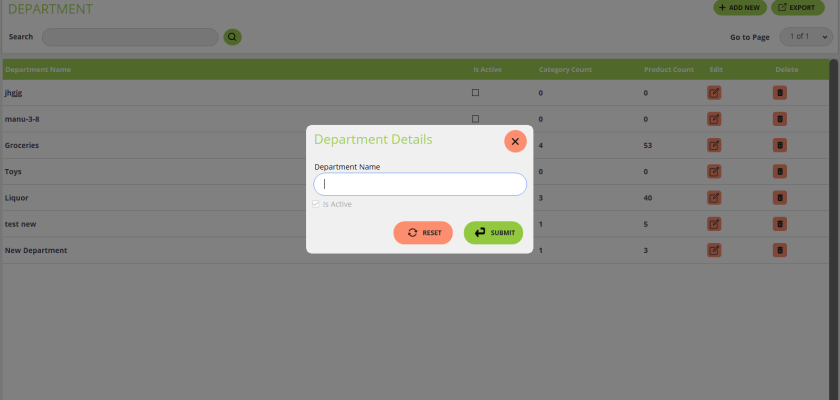 DEPARTMENT
ADD NEW
EXPORT
Search
Go to Page
1 of 1
Department Name Is Active Category Count Product Count Edit Delete
jhgjg 0 0
manu-3-8 0 0
Groceries 4 53
Toys 0 0
Liquor 3 40
test new 1 5
New Department 1 3
Department Details
Department Name
Is Active
RESET
SUBMIT